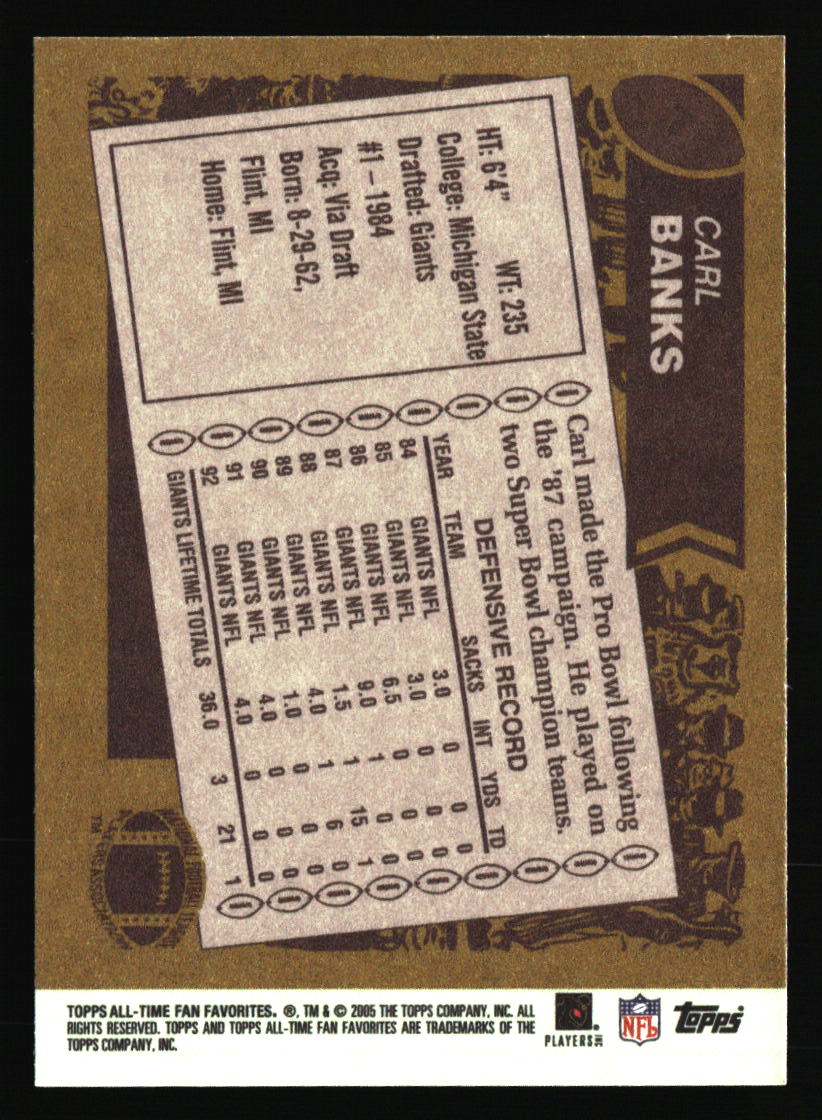 CARL
BANKS
HT: 6'4" WT: 235
College: Michigan State
Drafted: Giants
#1 – 1984
Acq: Via Draft
Born: 8-29-62,
Flint, MI
Home: Flint, MI
Carl made the Pro Bowl following
the '87 campaign. He played on
two Super Bowl champion teams.
DEFENSIVE RECORD
YEAR TEAM SACKS INT YDS TD
84 GIANTS NFL 3.0 0 0 0
85 GIANTS NFL 3.0 0 0 0
86 GIANTS NFL 6.5 0 0 0
87 GIANTS NFL 9.0 1 0 0
88 GIANTS NFL 1.5 1 15 1
89 GIANTS NFL 4.0 1 6 0
90 GIANTS NFL 1.0 0 0 0
91 GIANTS NFL 4.0 0 0 0
92 GIANTS NFL 4.0 0 0 0
GIANTS LIFETIME TOTALS 36.0 3 21 1
TM
TOPPS ALL-TIME FAN FAVORITES. ®, TM & © 2005 THE TOPPS COMPANY, INC. ALL
RIGHTS RESERVED. TOPPS AND TOPPS ALL-TIME FAN FAVORITES ARE TRADEMARKS OF THE
TOPPS COMPANY, INC.
PLAYERS INC
NFL
topps